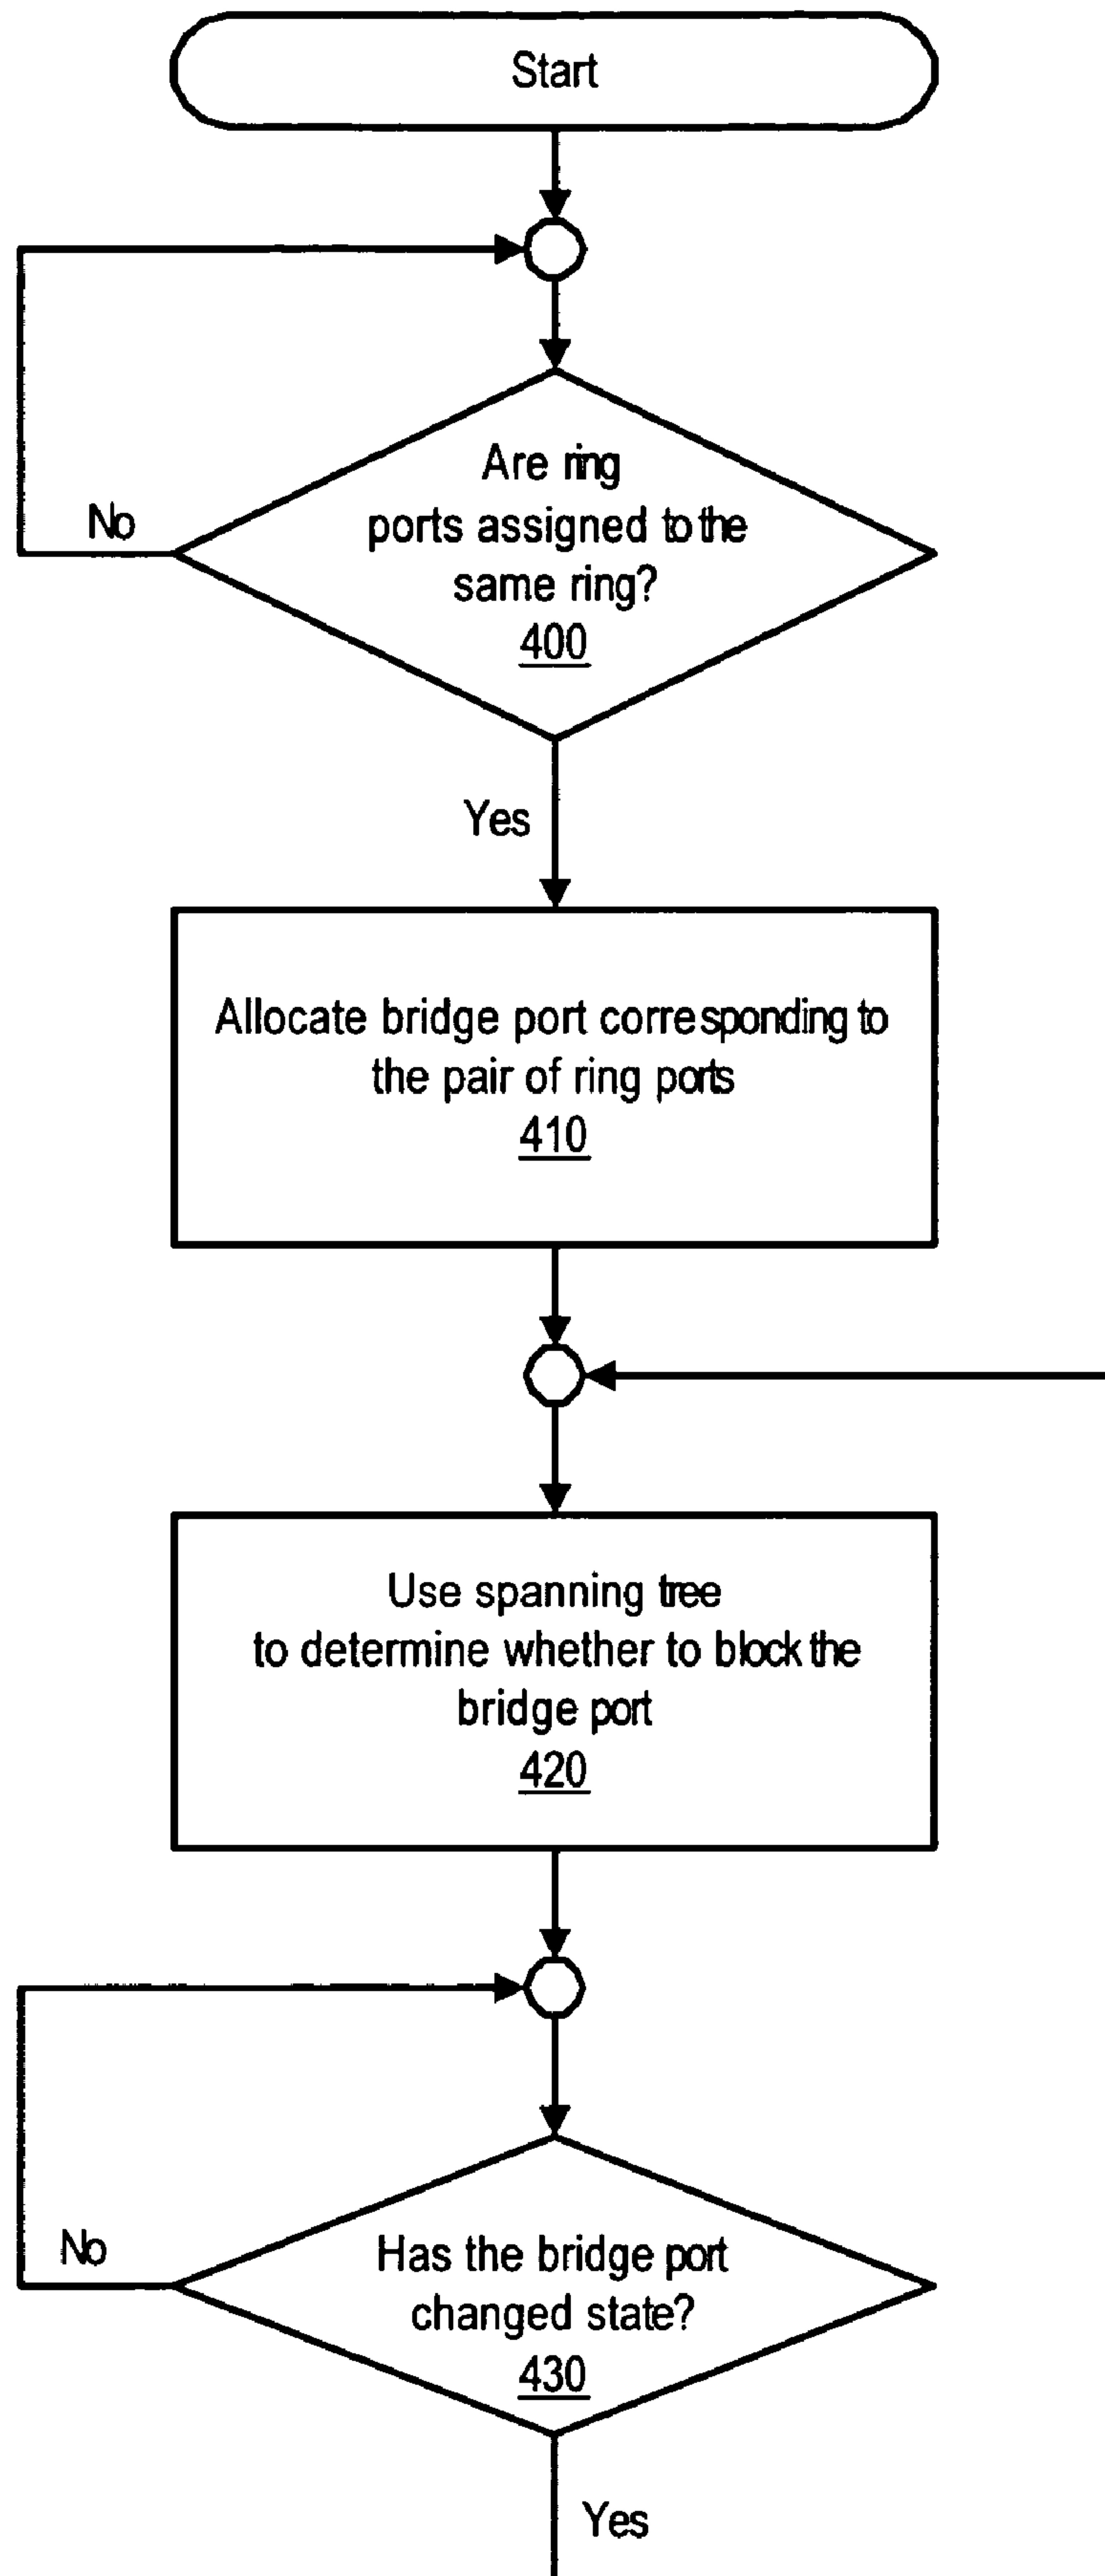 Start
Are ring
No
ports assigned to the
same ring?
400
Yes
Allocate bridge port corresponding to
the pair of ring ports
410
Use spanning tree
to determine whether to block the
bridge port
420
No
Has the bridge port
changed state?
430
Yes